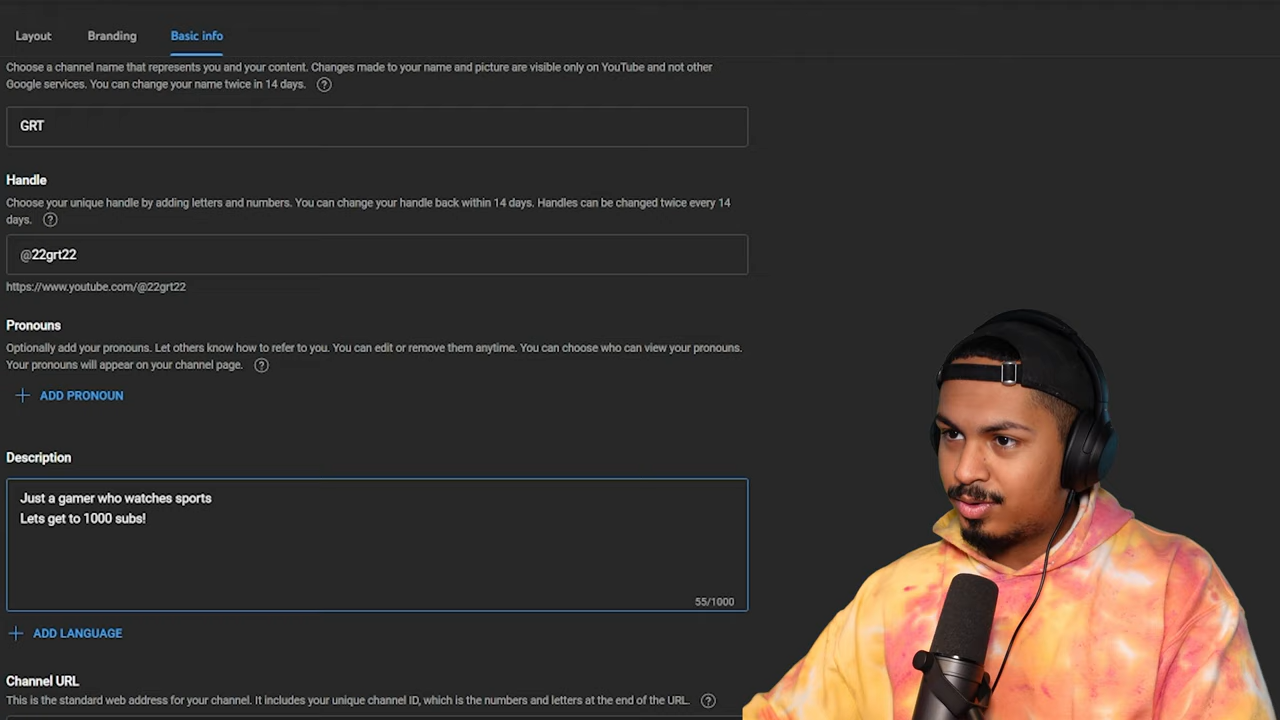 Layout
Branding
Basic info
Choose a channel name that represents you and your content. Changes made to your name and picture are visible only on YouTube and not other
Google services. You can change your name twice in 14 days. ?
GRT
Handle
Choose your unique handle by adding letters and numbers. You can change your handle back within 14 days. Handles can be changed twice every 14
days. ?
@22grt22
https://www.youtube.com/@22grt22
Pronouns
Optionally add your pronouns. Let others know how to refer to you. You can edit or remove them anytime. You can choose who can view your pronouns.
Your pronouns will appear on your channel page. ?
+ ADD PRONOUN
Description
Just a gamer who watches sports
Lets get to 1000 subs!
55/1000
+ ADD LANGUAGE
Channel URL
This is the standard web address for your channel. It includes your unique channel ID, which is the numbers and letters at the end of the URL. ?